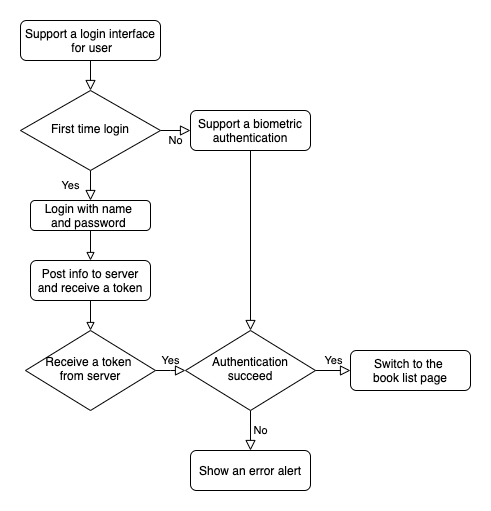 Support a login interface
for user
First time login
No
Support a biometric
authentication
Yes
Login with name
and password
Post info to server
and receive a token
Receive a token
from server
Yes
Authentication
succeed
Yes
Switch to the
book list page
No
Show an error alert